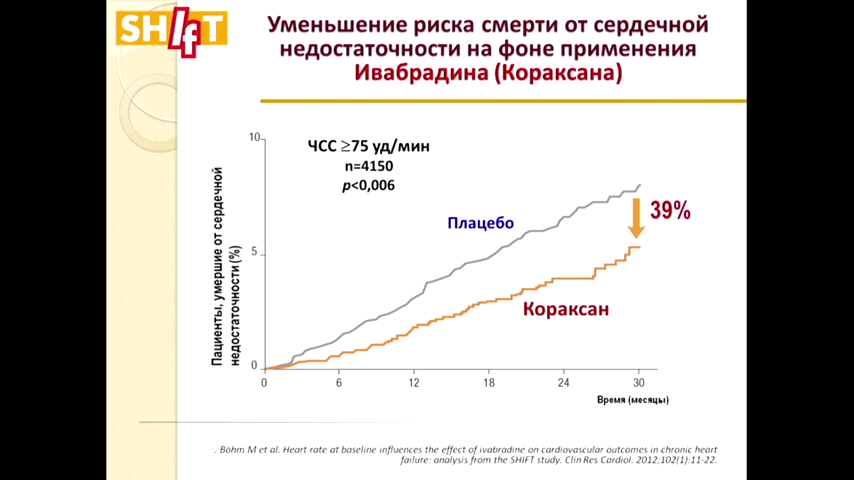 SHIfT
Уменьшение риска смерти от сердечной
недостаточности на фоне применения
Ивабрадина (Кораксана)
ЧСС ≥75 уд/мин
n=4150
p<0,006
Пациенты, умершие от сердечной
недостаточности (%)
10
5
0
Плацебо
39%
Кораксан
0 6 12 18 24 30
Время (месяцы)
. Böhm M et al. Heart rate at baseline influences the effect of ivabradine on cardiovascular outcomes in chronic heart
failure: analysis from the SHIFT study. Clin Res Cardiol. 2012;102(1):11-22.